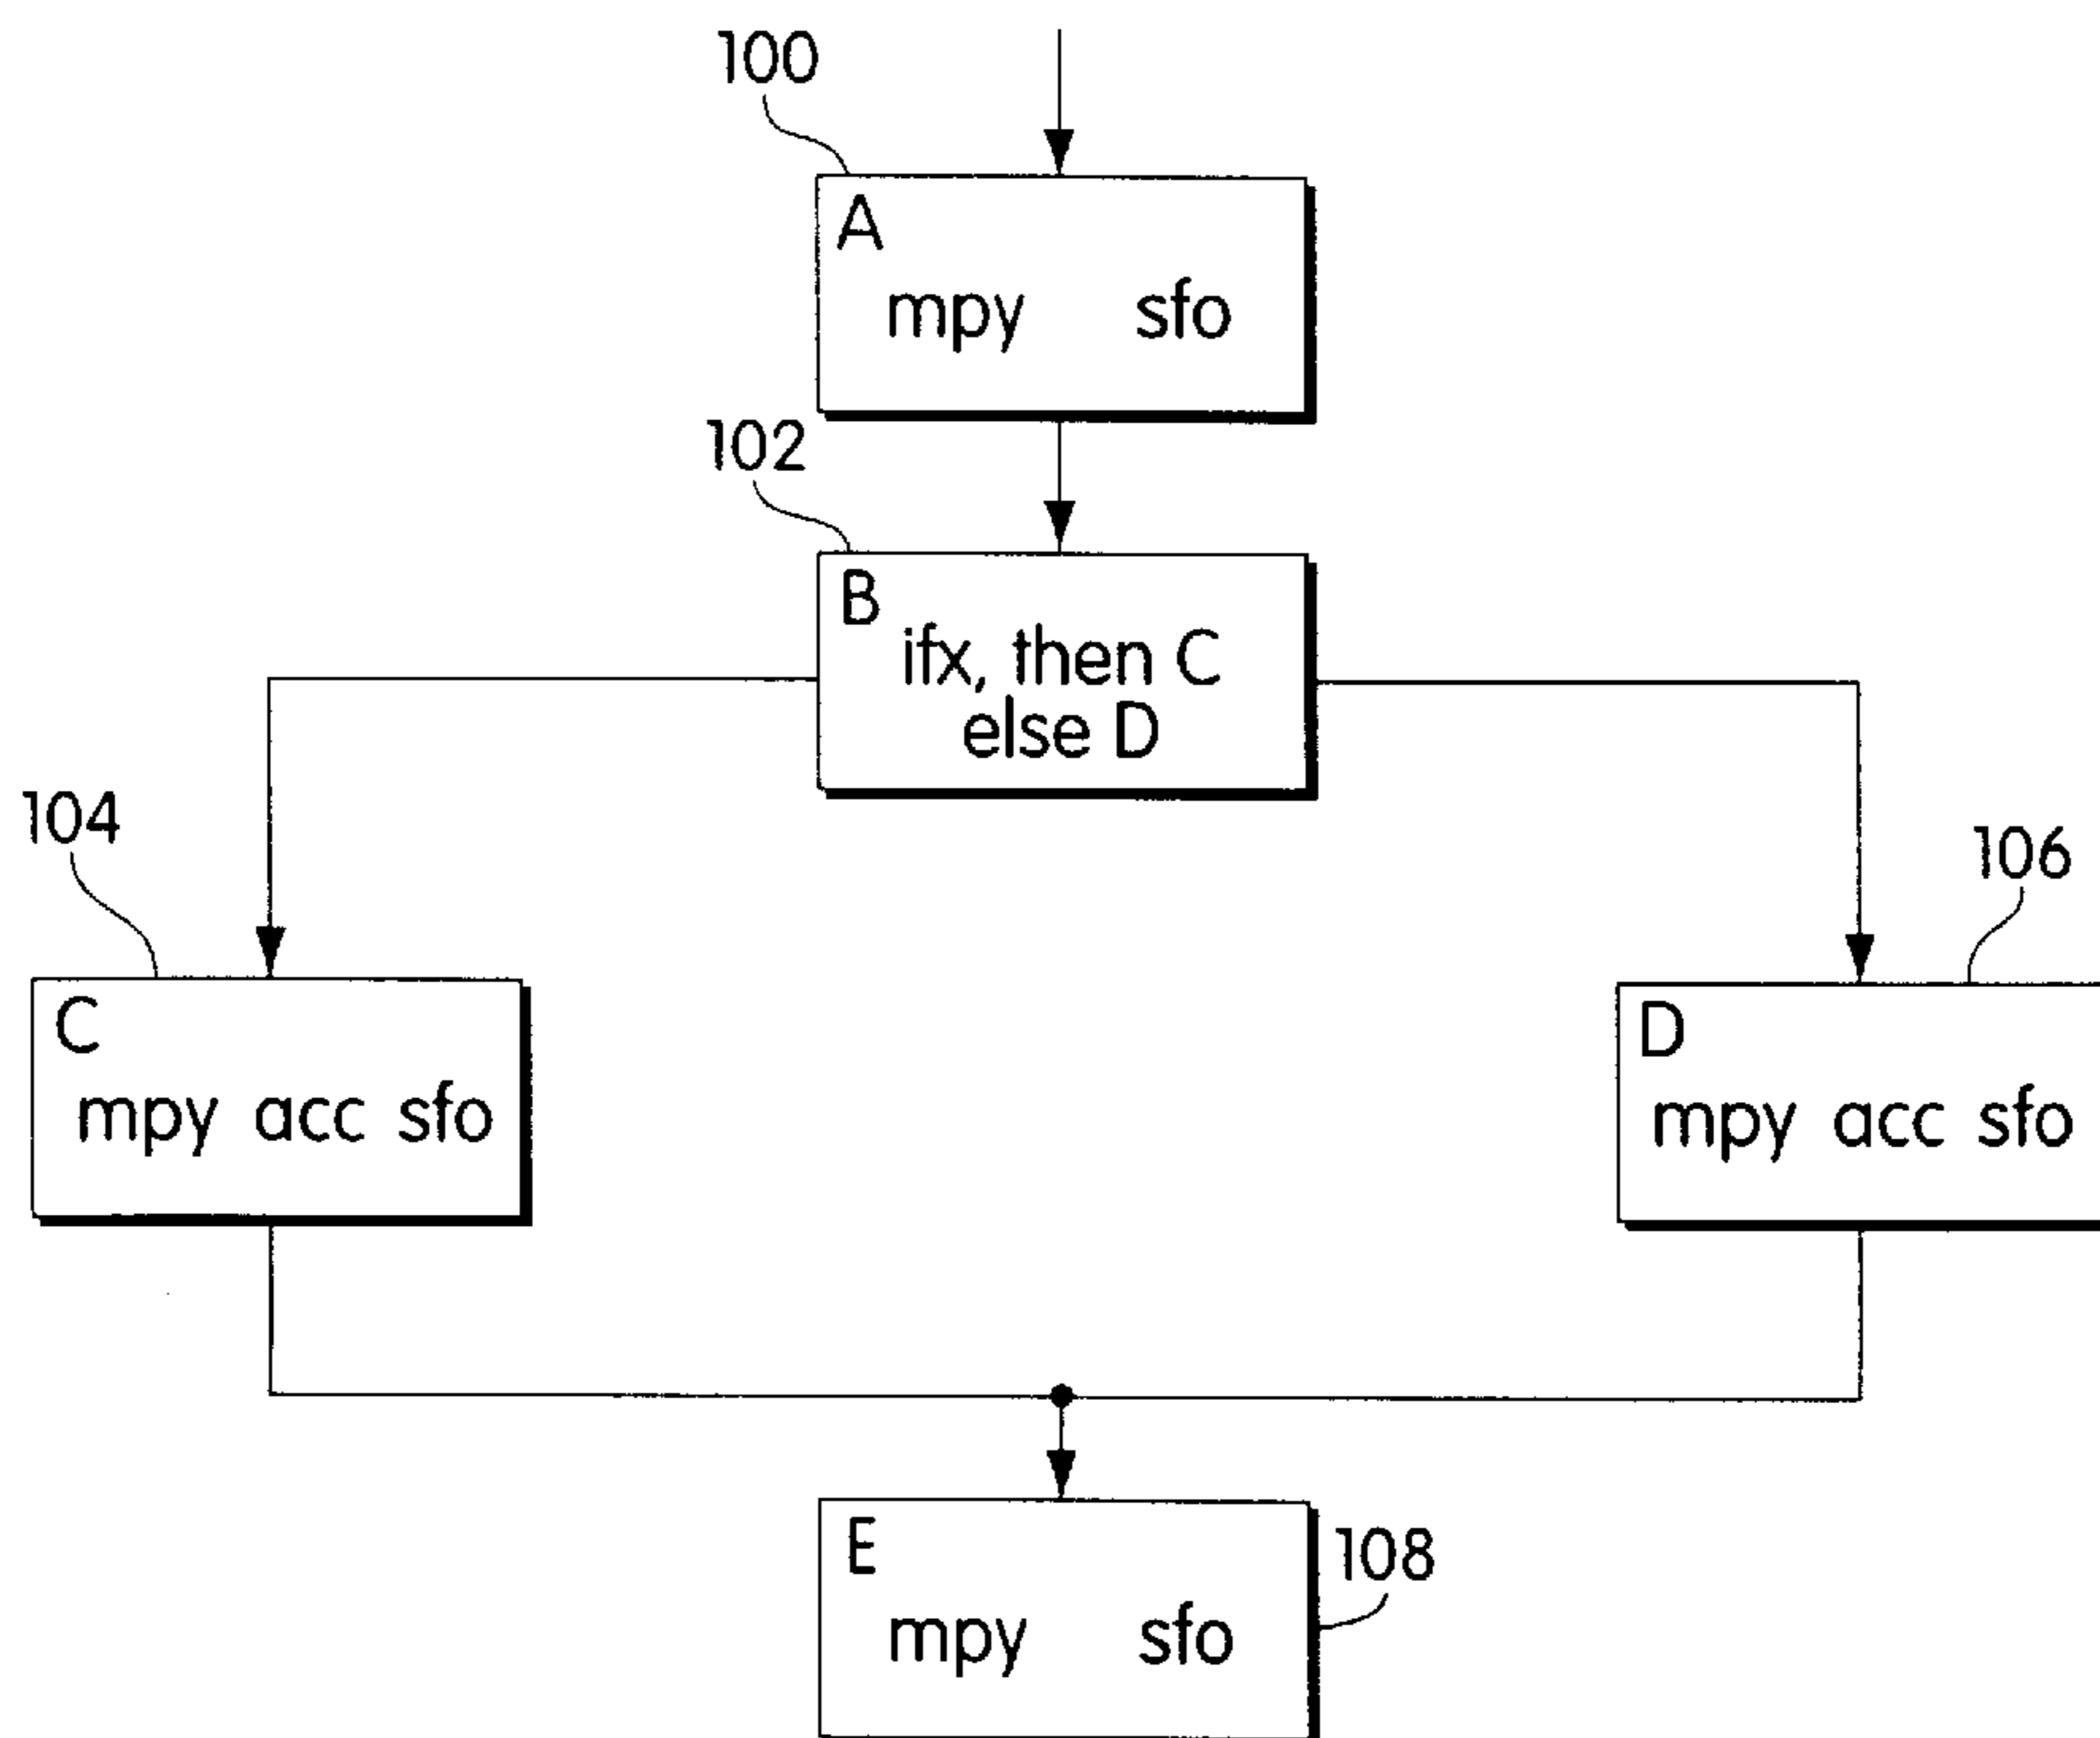 100
A
mpy sfo
102
B
ifx, then C
else D
104
106
C
mpy acc sfo
D
mpy acc sfo
E
108
mpy sfo